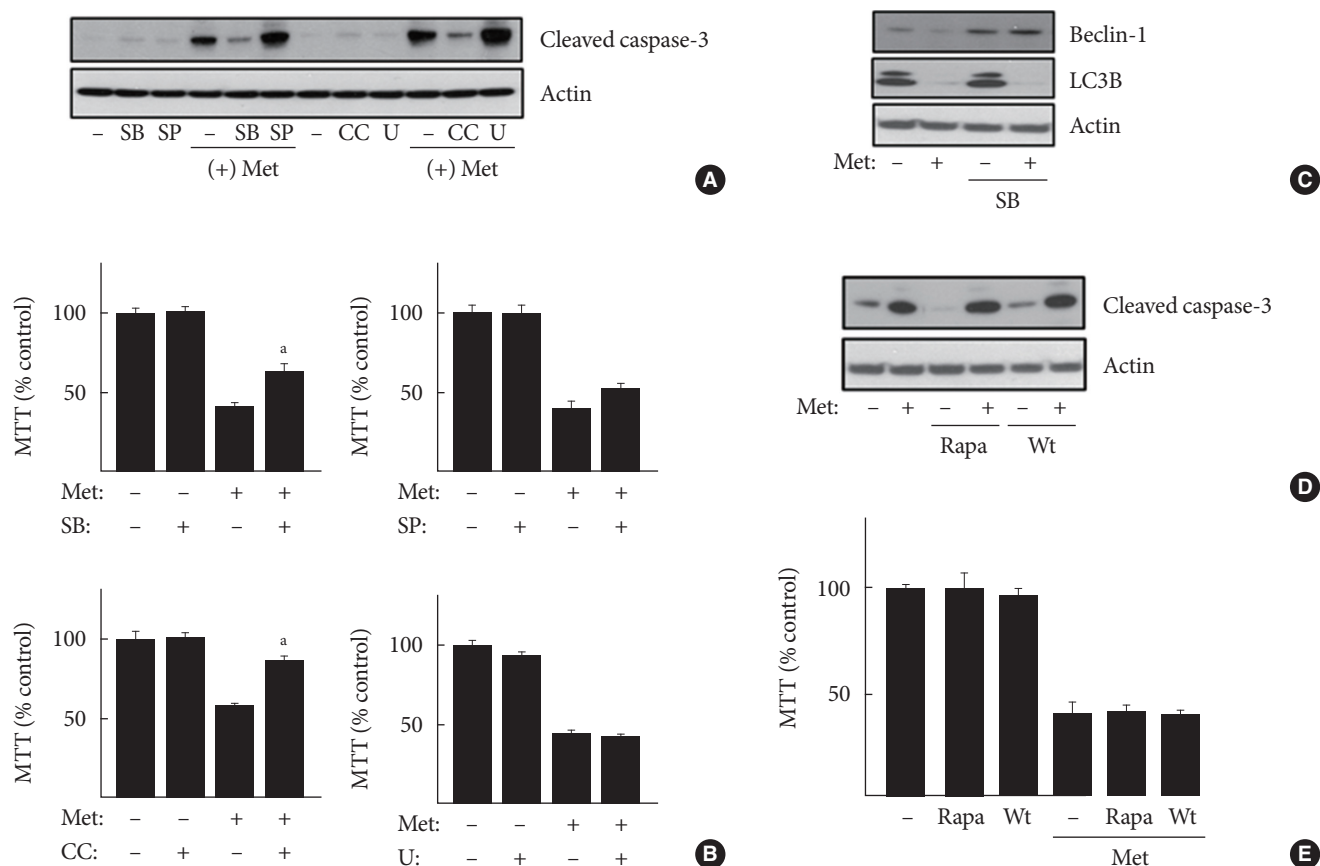 Cleaved caspase-3
Actin
– SB SP – SB SP – CC U – CC U
(+) Met (+) Met
A
MTT (% control)
100
50
a
Met: – – + +
SB: – + – +
MTT (% control)
100
50
Met: – – + +
SP: – + – +
MTT (% control)
100
50
a
Met: – – + +
CC: – + – +
MTT (% control)
100
50
Met: – – + +
U: – + – +
B
Beclin-1
LC3B
Actin
Met: – + – +
SB
C
Cleaved caspase-3
Actin
Met: – + – + – +
Rapa Wt
D
MTT (% control)
100
50
– Rapa Wt – Rapa Wt
Met
E